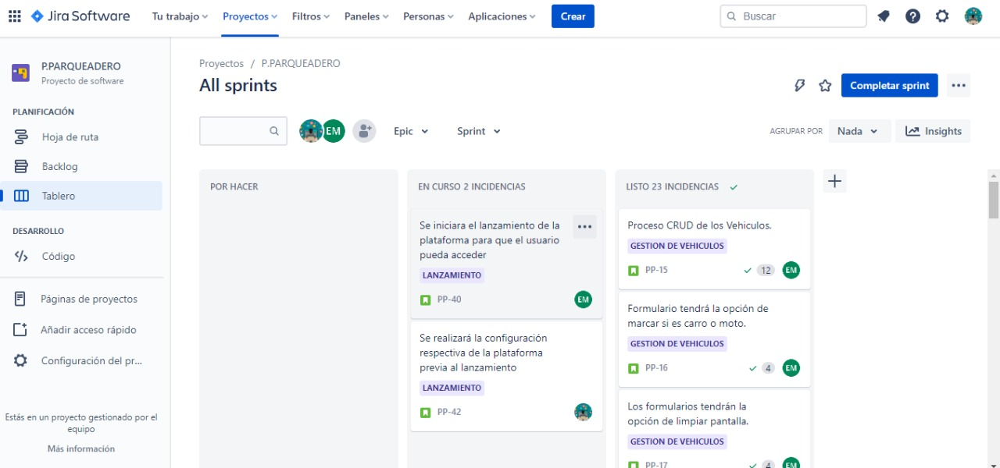 Jira Software
Tu trabajo
Proyectos
Filtros
Paneles
Personas
Aplicaciones
Crear
Buscar
P.PARQUEADERO
Proyecto de software
PLANIFICACIÓN
Hoja de ruta
Backlog
Tablero
DESARROLLO
Código
Páginas de proyectos
Añadir acceso rápido
Configuración del pr...
Estás en un proyecto gestionado por el
equipo
Más información
Proyectos / P.PARQUEADERO
All sprints
Completar sprint
EM
Epic
Sprint
AGRUPAR POR
Nada
Insights
POR HACER
EN CURSO 2 INCIDENCIAS
Se iniciara el lanzamiento de la
plataforma para que el usuario
pueda acceder
LANZAMIENTO
PP-40
EM
Se realizará la configuración
respectiva de la plataforma
previa al lanzamiento
LANZAMIENTO
PP-42
LISTO 23 INCIDENCIAS
Proceso CRUD de los Vehiculos.
GESTION DE VEHICULOS
PP-15 12 EM
Formulario tendrá la opción de
marcar si es carro o moto.
GESTION DE VEHICULOS
PP-16 4 EM
Los formularios tendrán la
opción de limpiar pantalla.
GESTION DE VEHICULOS
PP-17 4 EM